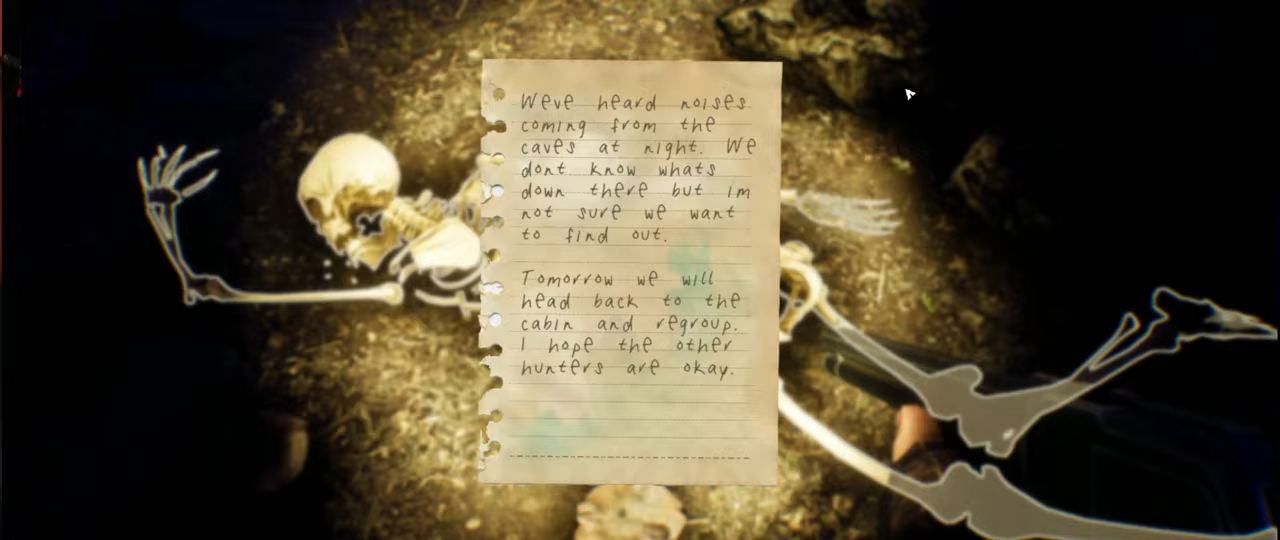 Weve heard noises
coming from the
caves at night. We
dont know whats
down there but im
not sure we want
to find out.
Tomorrow we will
head back to the
cabin and regroup.
I hope the other
hunters are okay.